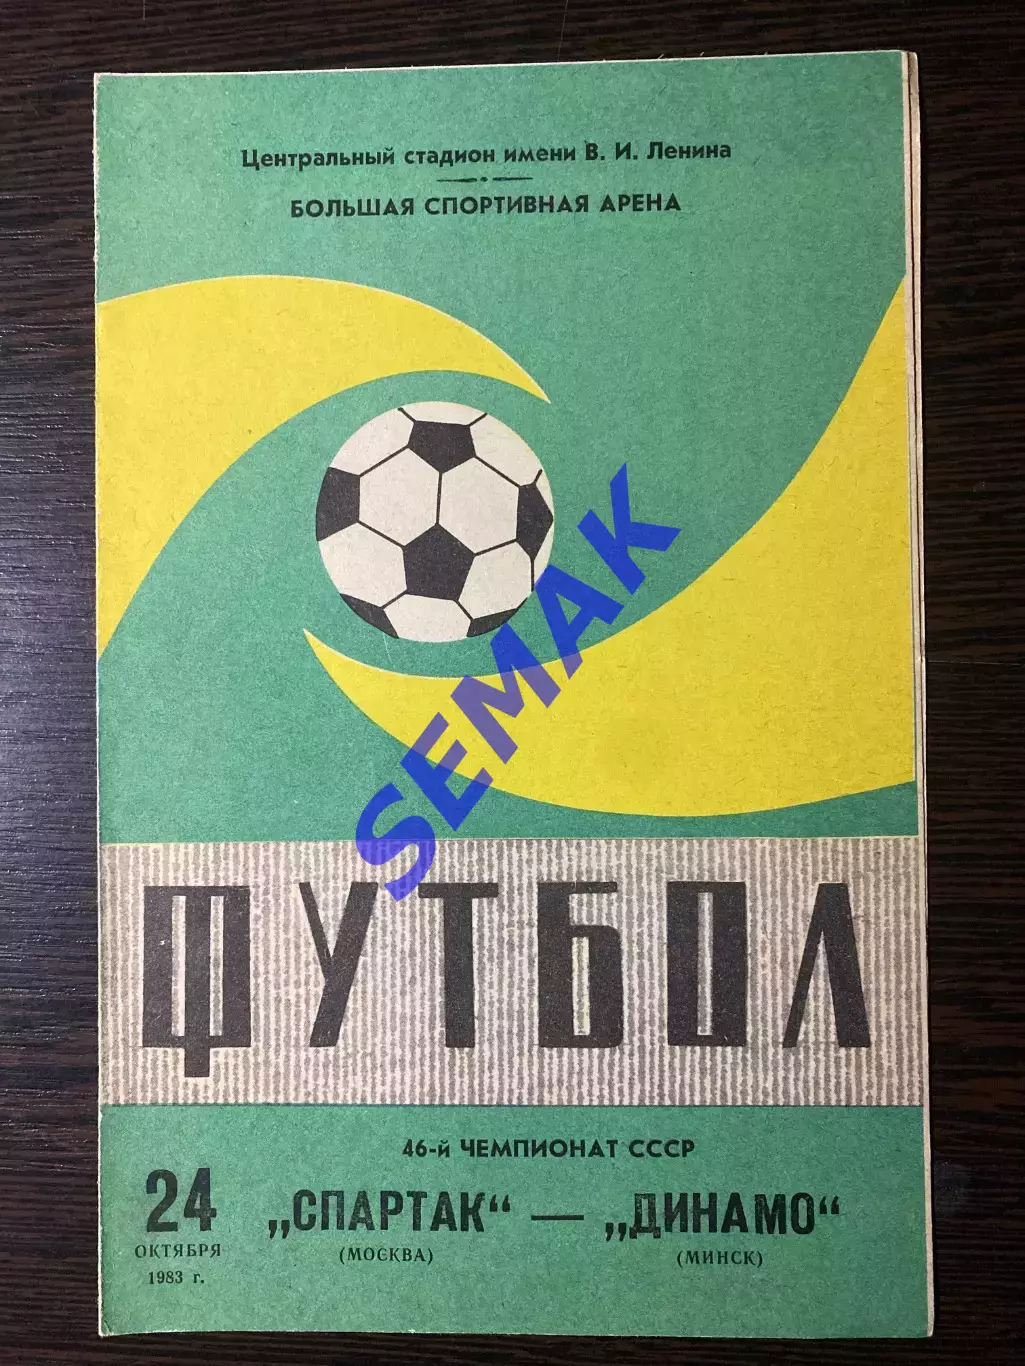 Центральный стадион имени В. И. Ленина
БОЛЬШАЯ СПОРТИВНАЯ АРЕНА
SEMAK
ФУТБОЛ
46-й ЧЕМПИОНАТ СССР
24 „СПАРТАК“ — „ДИНАМО“
ОКТЯБРЯ (МОСКВА) (МИНСК)
1983 г.